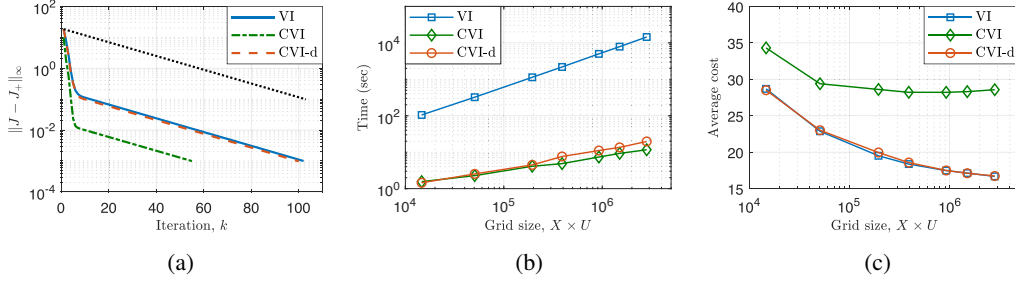 10^2
10^0
10^-2
10^-4
‖J − J₊‖∞
0 20 40 60 80 100
Iteration, k
VI
CVI
CVI-d
(a)
10^4
10^2
10^0
Time (sec)
10^4 10^5 10^6
Grid size, X × U
VI
CVI
CVI-d
(b)
40
35
30
25
20
15
Average cost
10^4 10^5 10^6
Grid size, X × U
VI
CVI
CVI-d
(c)